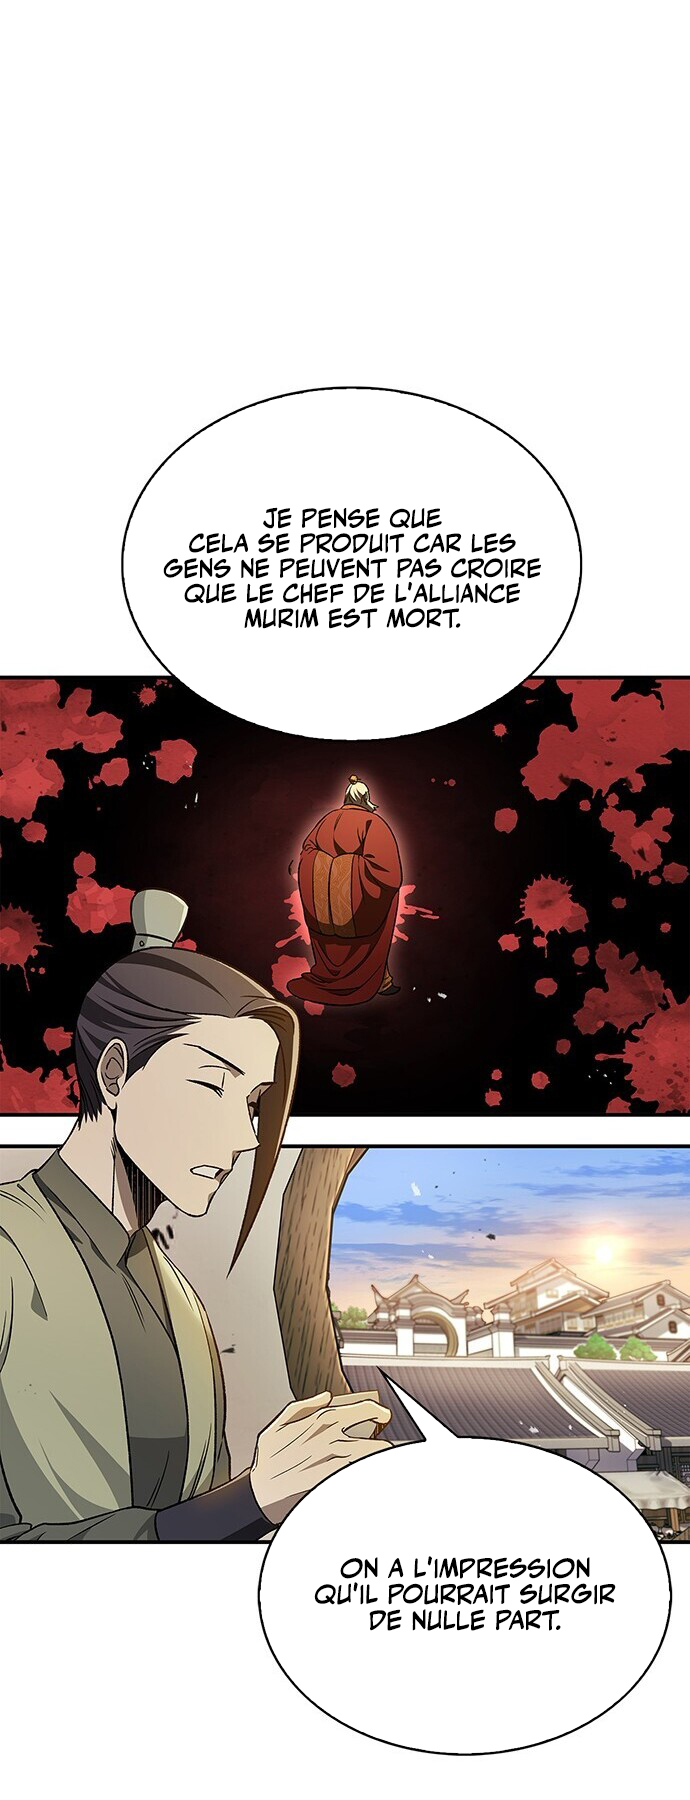 JE PENSE QUE
CELA SE PRODUIT CAR LES
GENS NE PEUVENT PAS CROIRE
QUE LE CHEF DE L'ALLIANCE
MURIM EST MORT.
ON A L'IMPRESSION
QU'IL POURRAIT SURGIR
DE NULLE PART.